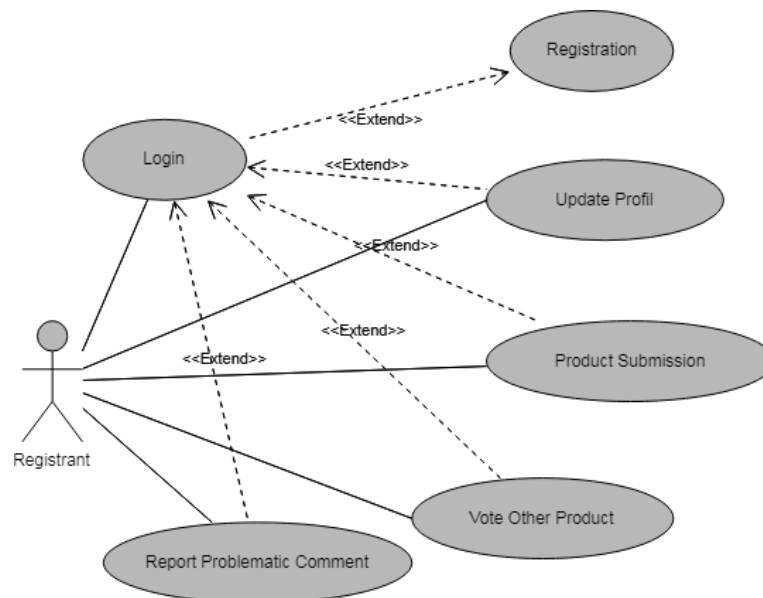 Registration
<<Extend>>
Login
<<Extend>>
Update Profil
<<Extend>>
<<Extend>>
<<Extend>>
Product Submission
Registrant
Vote Other Product
Report Problematic Comment